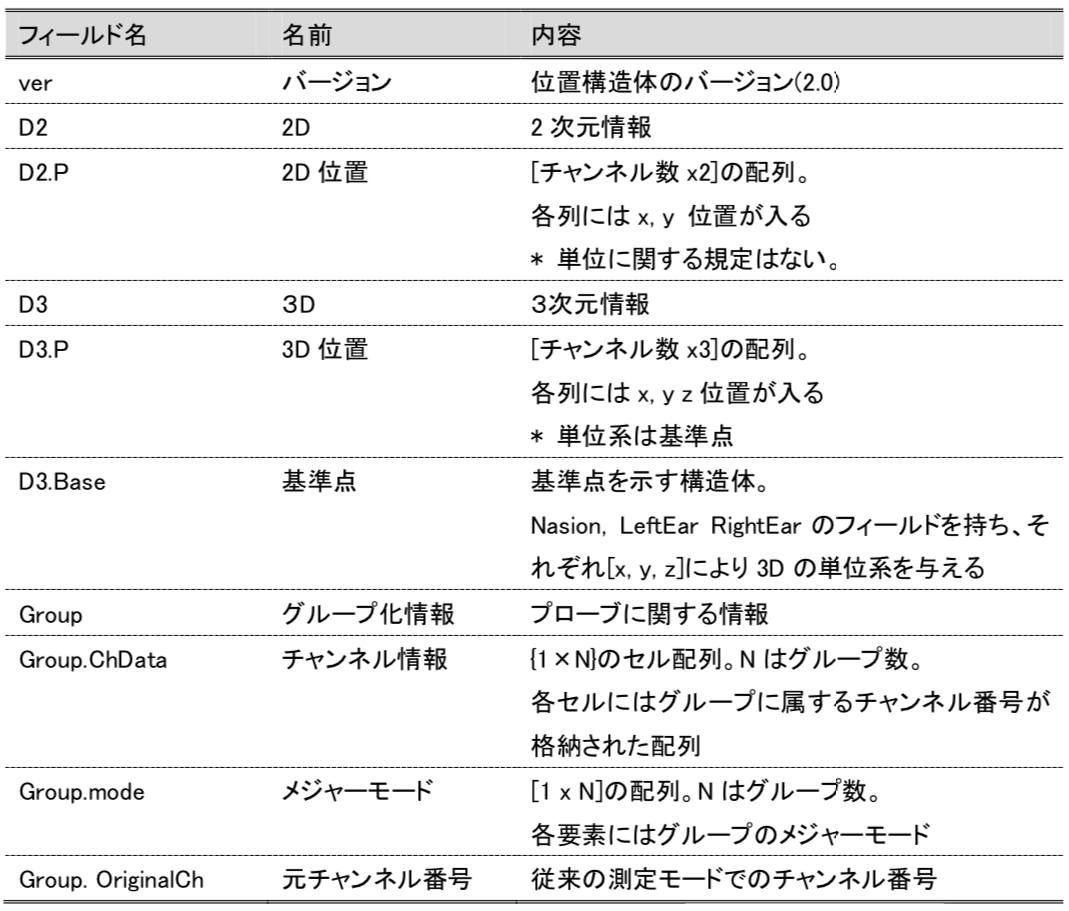 フィールド名 名前 内容
ver バージョン 位置構造体のバージョン(2.0)
D2 2D 2 次元情報
D2.P 2D 位置 [チャンネル数 x2]の配列。
各列には x, y 位置が入る
* 単位に関する規定はない。
D3 3D 3次元情報
D3.P 3D 位置 [チャンネル数 x3]の配列。
各列には x, y z 位置が入る
* 単位系は基準点
D3.Base 基準点 基準点を示す構造体。
Nasion, LeftEar RightEar のフィールドを持ち、そ
れぞれ[x, y, z]により 3D の単位系を与える
Group グループ化情報 プローブに関する情報
Group.ChData チャンネル情報 {1×N}のセル配列。N はグループ数。
各セルにはグループに属するチャンネル番号が
格納された配列
Group.mode メジャーモード [1 x N]の配列。N はグループ数。
各要素にはグループのメジャーモード
Group. OriginalCh 元チャンネル番号 従来の測定モードでのチャンネル番号